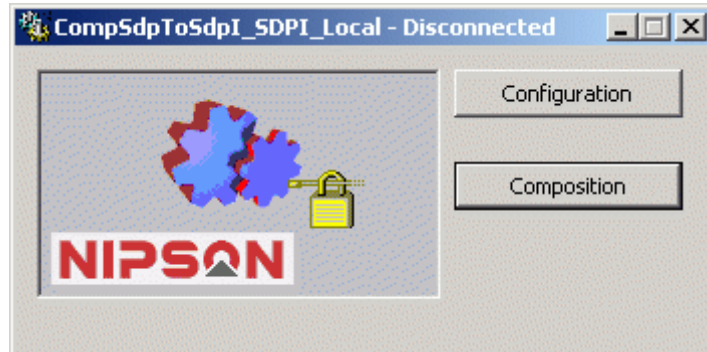 CompSdpToSdpI_SDPI_Local - Disconnected
Configuration
Composition
NIPSON